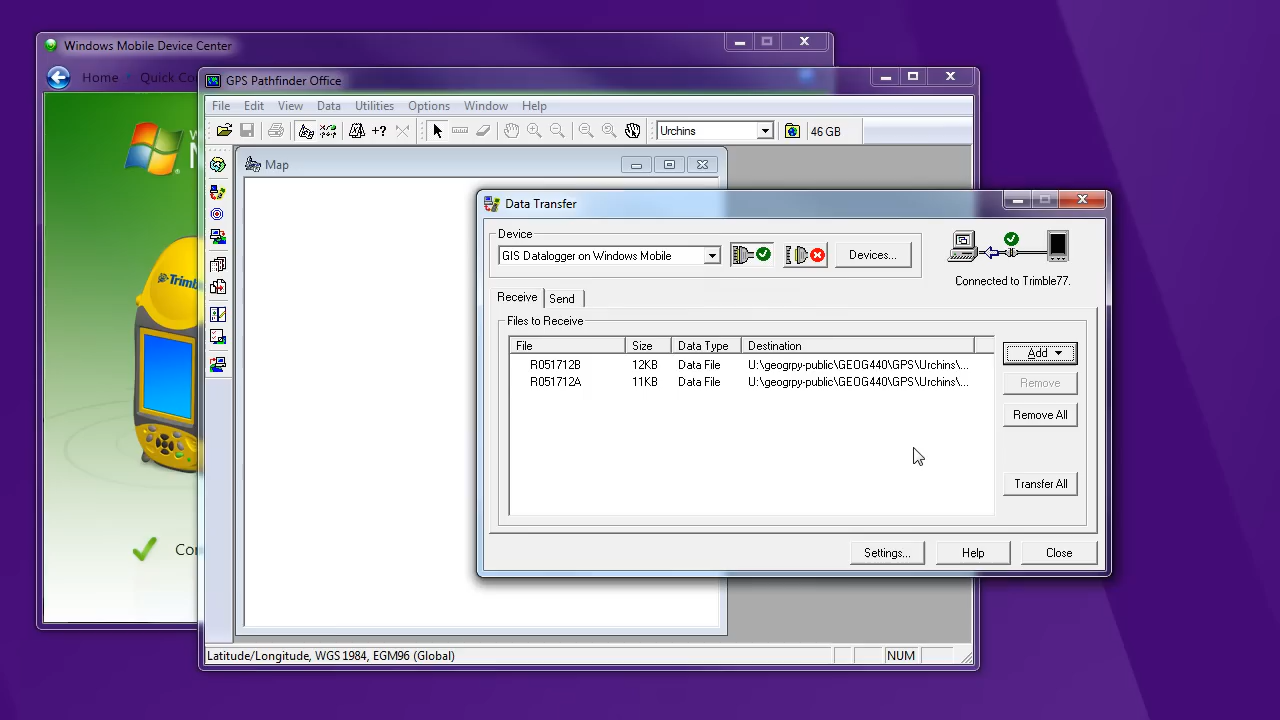 Windows Mobile Device Center
Home Quick Co
GPS Pathfinder Office
File Edit View Data Utilities Options Window Help
Urchins 46 GB
Map
Data Transfer
Device
GIS Datalogger on Windows Mobile Devices...
Connected to Trimble77.
Receive Send
Files to Receive
File Size Data Type Destination
R051712B 12KB Data File U:\geogrpy-public\GEOG440\GPS\Urchins\...
R051712A 11KB Data File U:\geogrpy-public\GEOG440\GPS\Urchins\...
Add
Remove
Remove All
Transfer All
Settings... Help Close
Trimb
Con
Latitude/Longitude, WGS 1984, EGM96 (Global) NUM